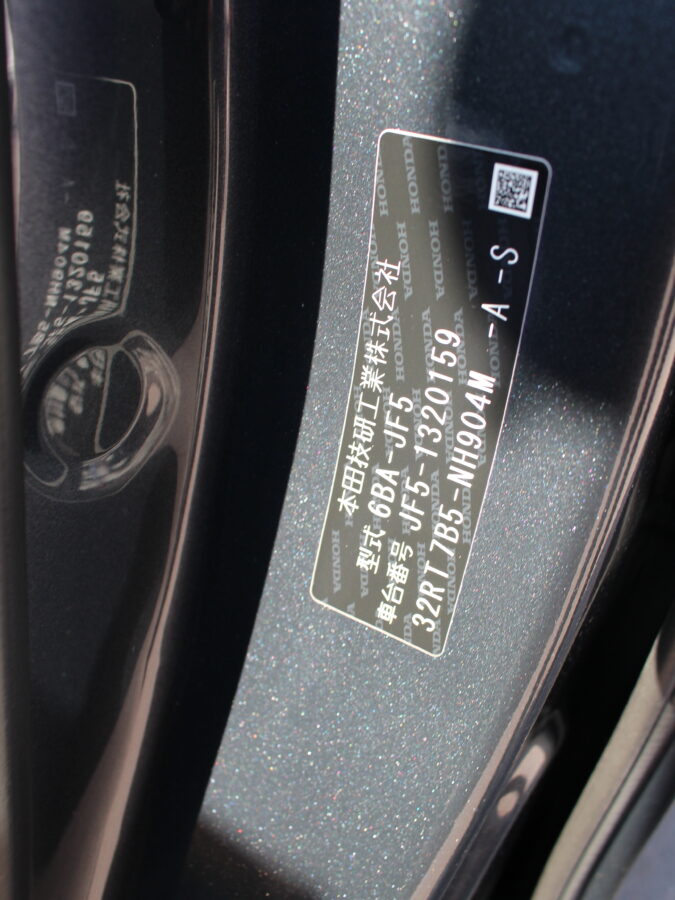 本田技研工業株式会社
型式 6BA-JF5
車台番号 JF5-1320159
32RT7B5-NH904M -A -S